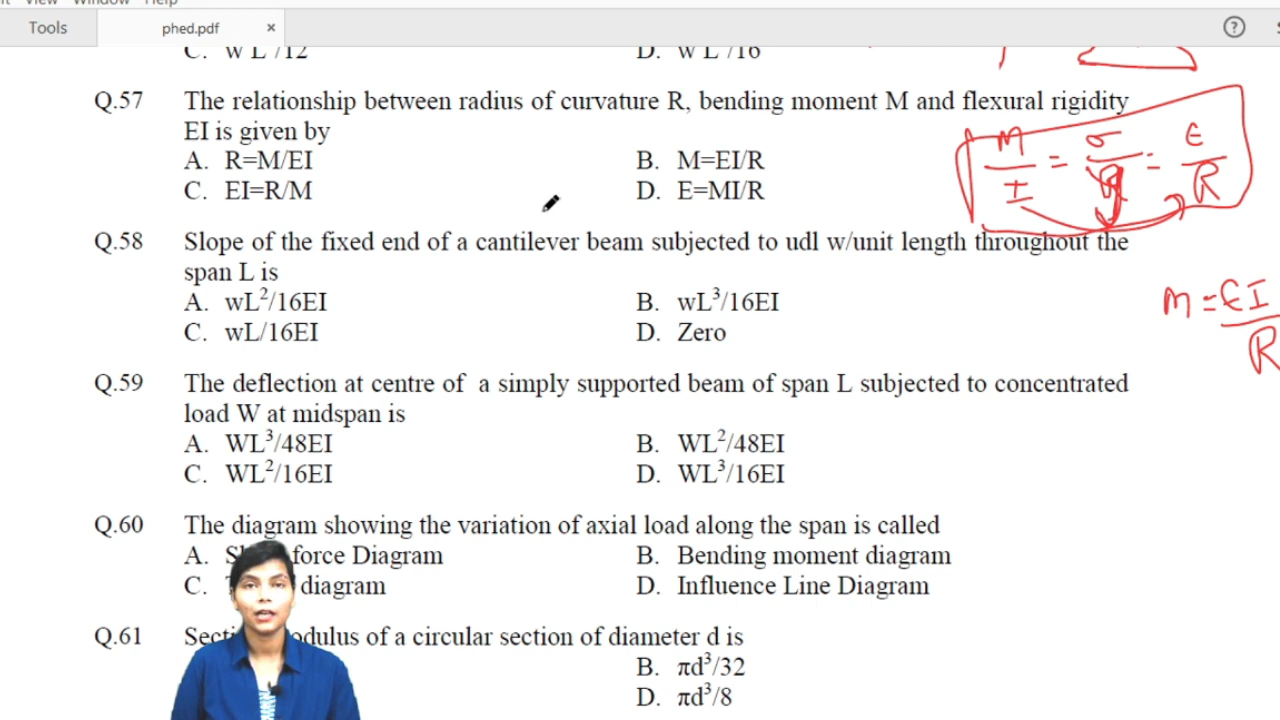 Tools phed.pdf × ?
C. w L /12 D. w L /16
Q.57 The relationship between radius of curvature R, bending moment M and flexural rigidity
EI is given by
A. R=M/EI B. M=EI/R
C. EI=R/M D. E=MI/R
M/I = σ/y = E/R
Q.58 Slope of the fixed end of a cantilever beam subjected to udl w/unit length throughout the
span L is
A. wL²/16EI B. wL³/16EI
C. wL/16EI D. Zero
M = EI/R
Q.59 The deflection at centre of a simply supported beam of span L subjected to concentrated
load W at midspan is
A. WL³/48EI B. WL²/48EI
C. WL²/16EI D. WL³/16EI
Q.60 The diagram showing the variation of axial load along the span is called
A. force Diagram B. Bending moment diagram
C. diagram D. Influence Line Diagram
Q.61 of a circular section of diameter d is
B. πd³/32
D. πd³/8